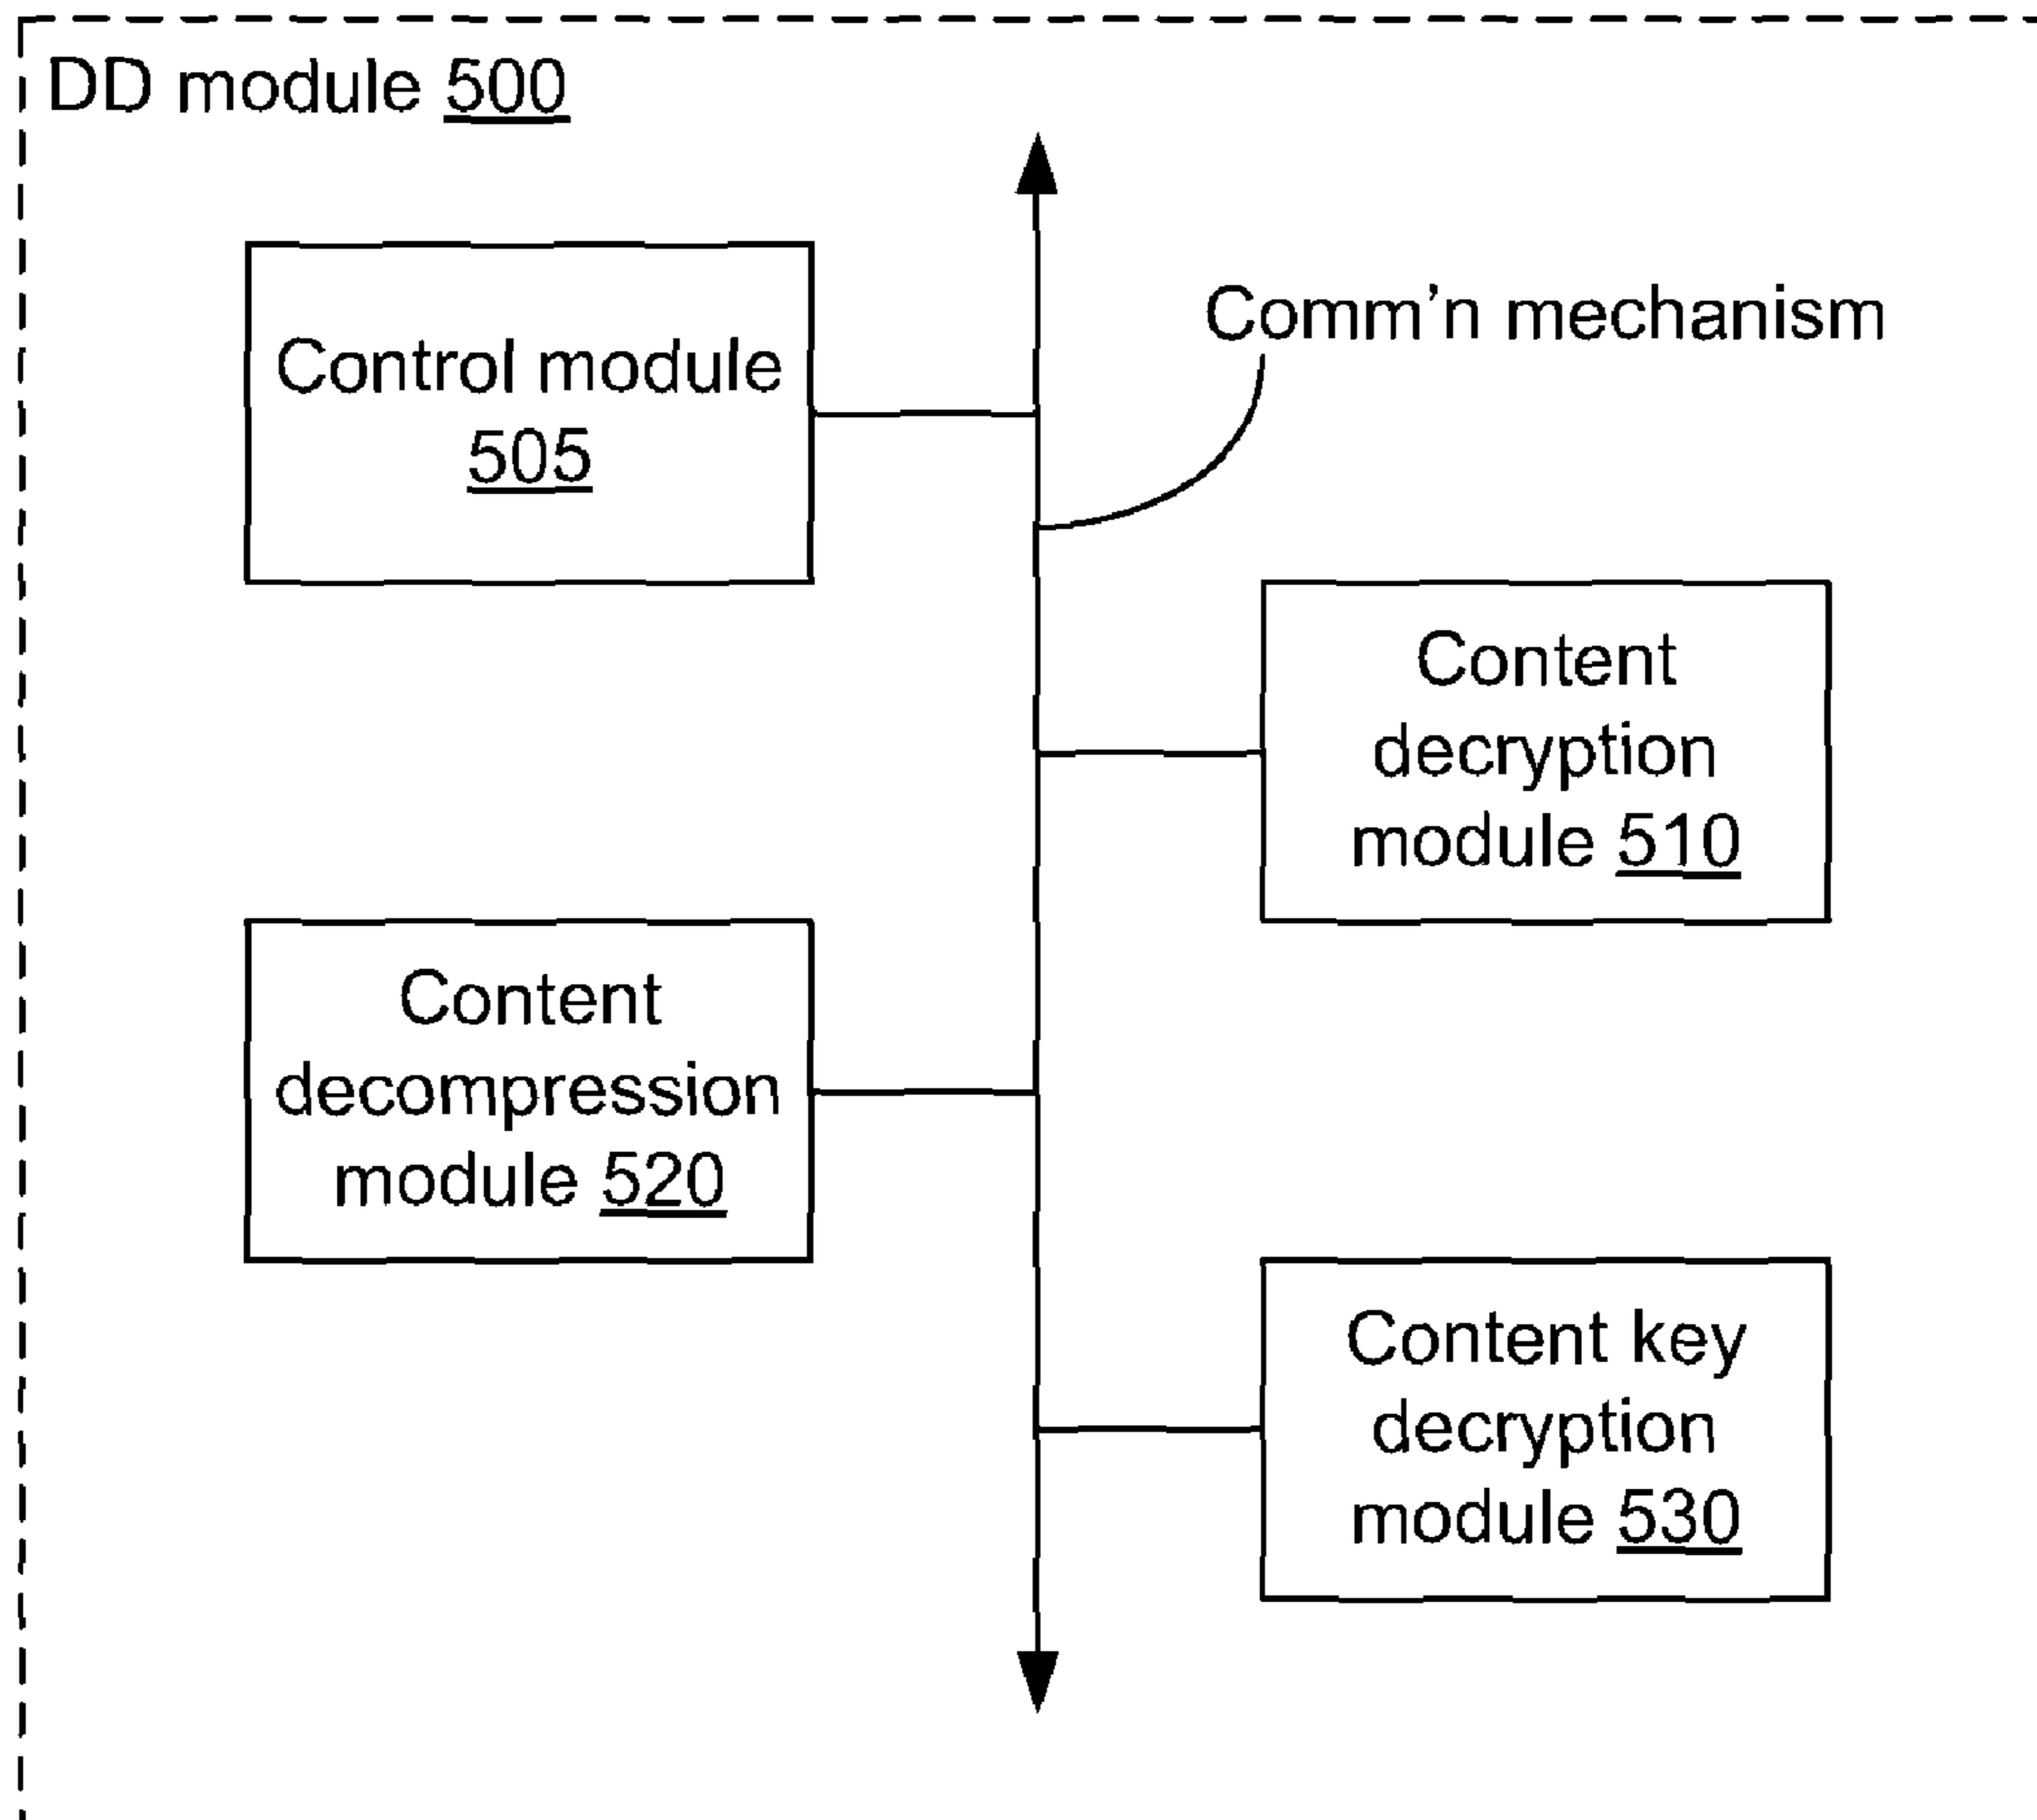 DD module 500
Control module
505
Comm’n mechanism
Content
decryption
module 510
Content
decompression
module 520
Content key
decryption
module 530